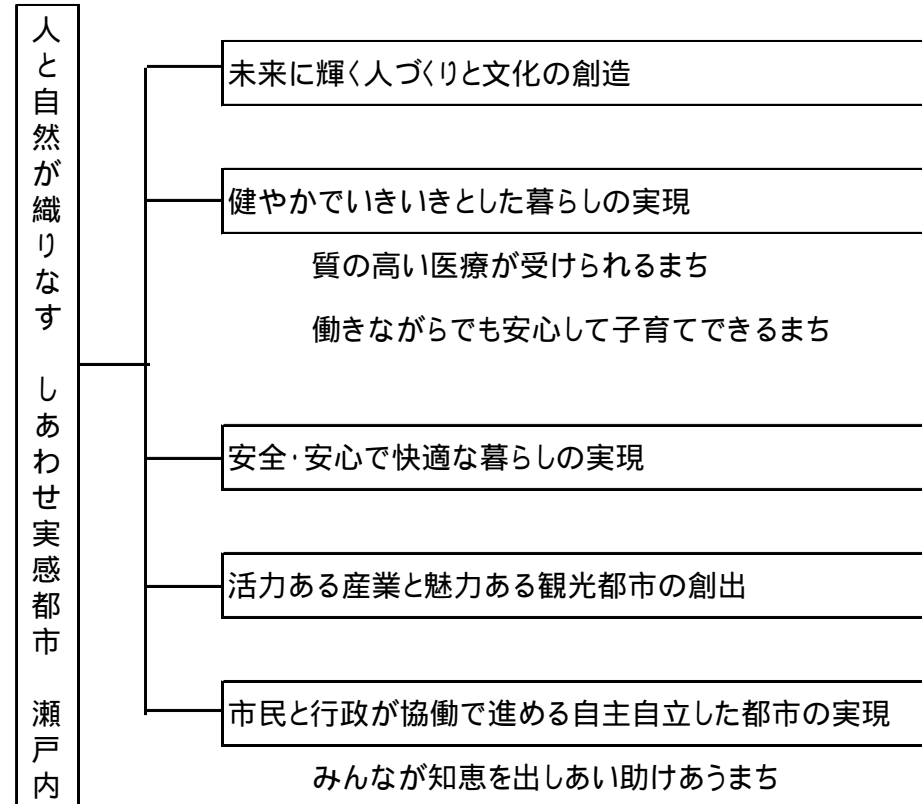 人と自然が織りなす しあわせ実感都市 瀬戸内
未来に輝く人づくりと文化の創造
健やかでいきいきとした暮らしの実現
質の高い医療が受けられるまち
働きながらでも安心して子育てできるまち
安全・安心で快適な暮らしの実現
活力ある産業と魅力ある観光都市の創出
市民と行政が協働で進める自主自立した都市の実現
みんなが知恵を出しあい助けあうまち